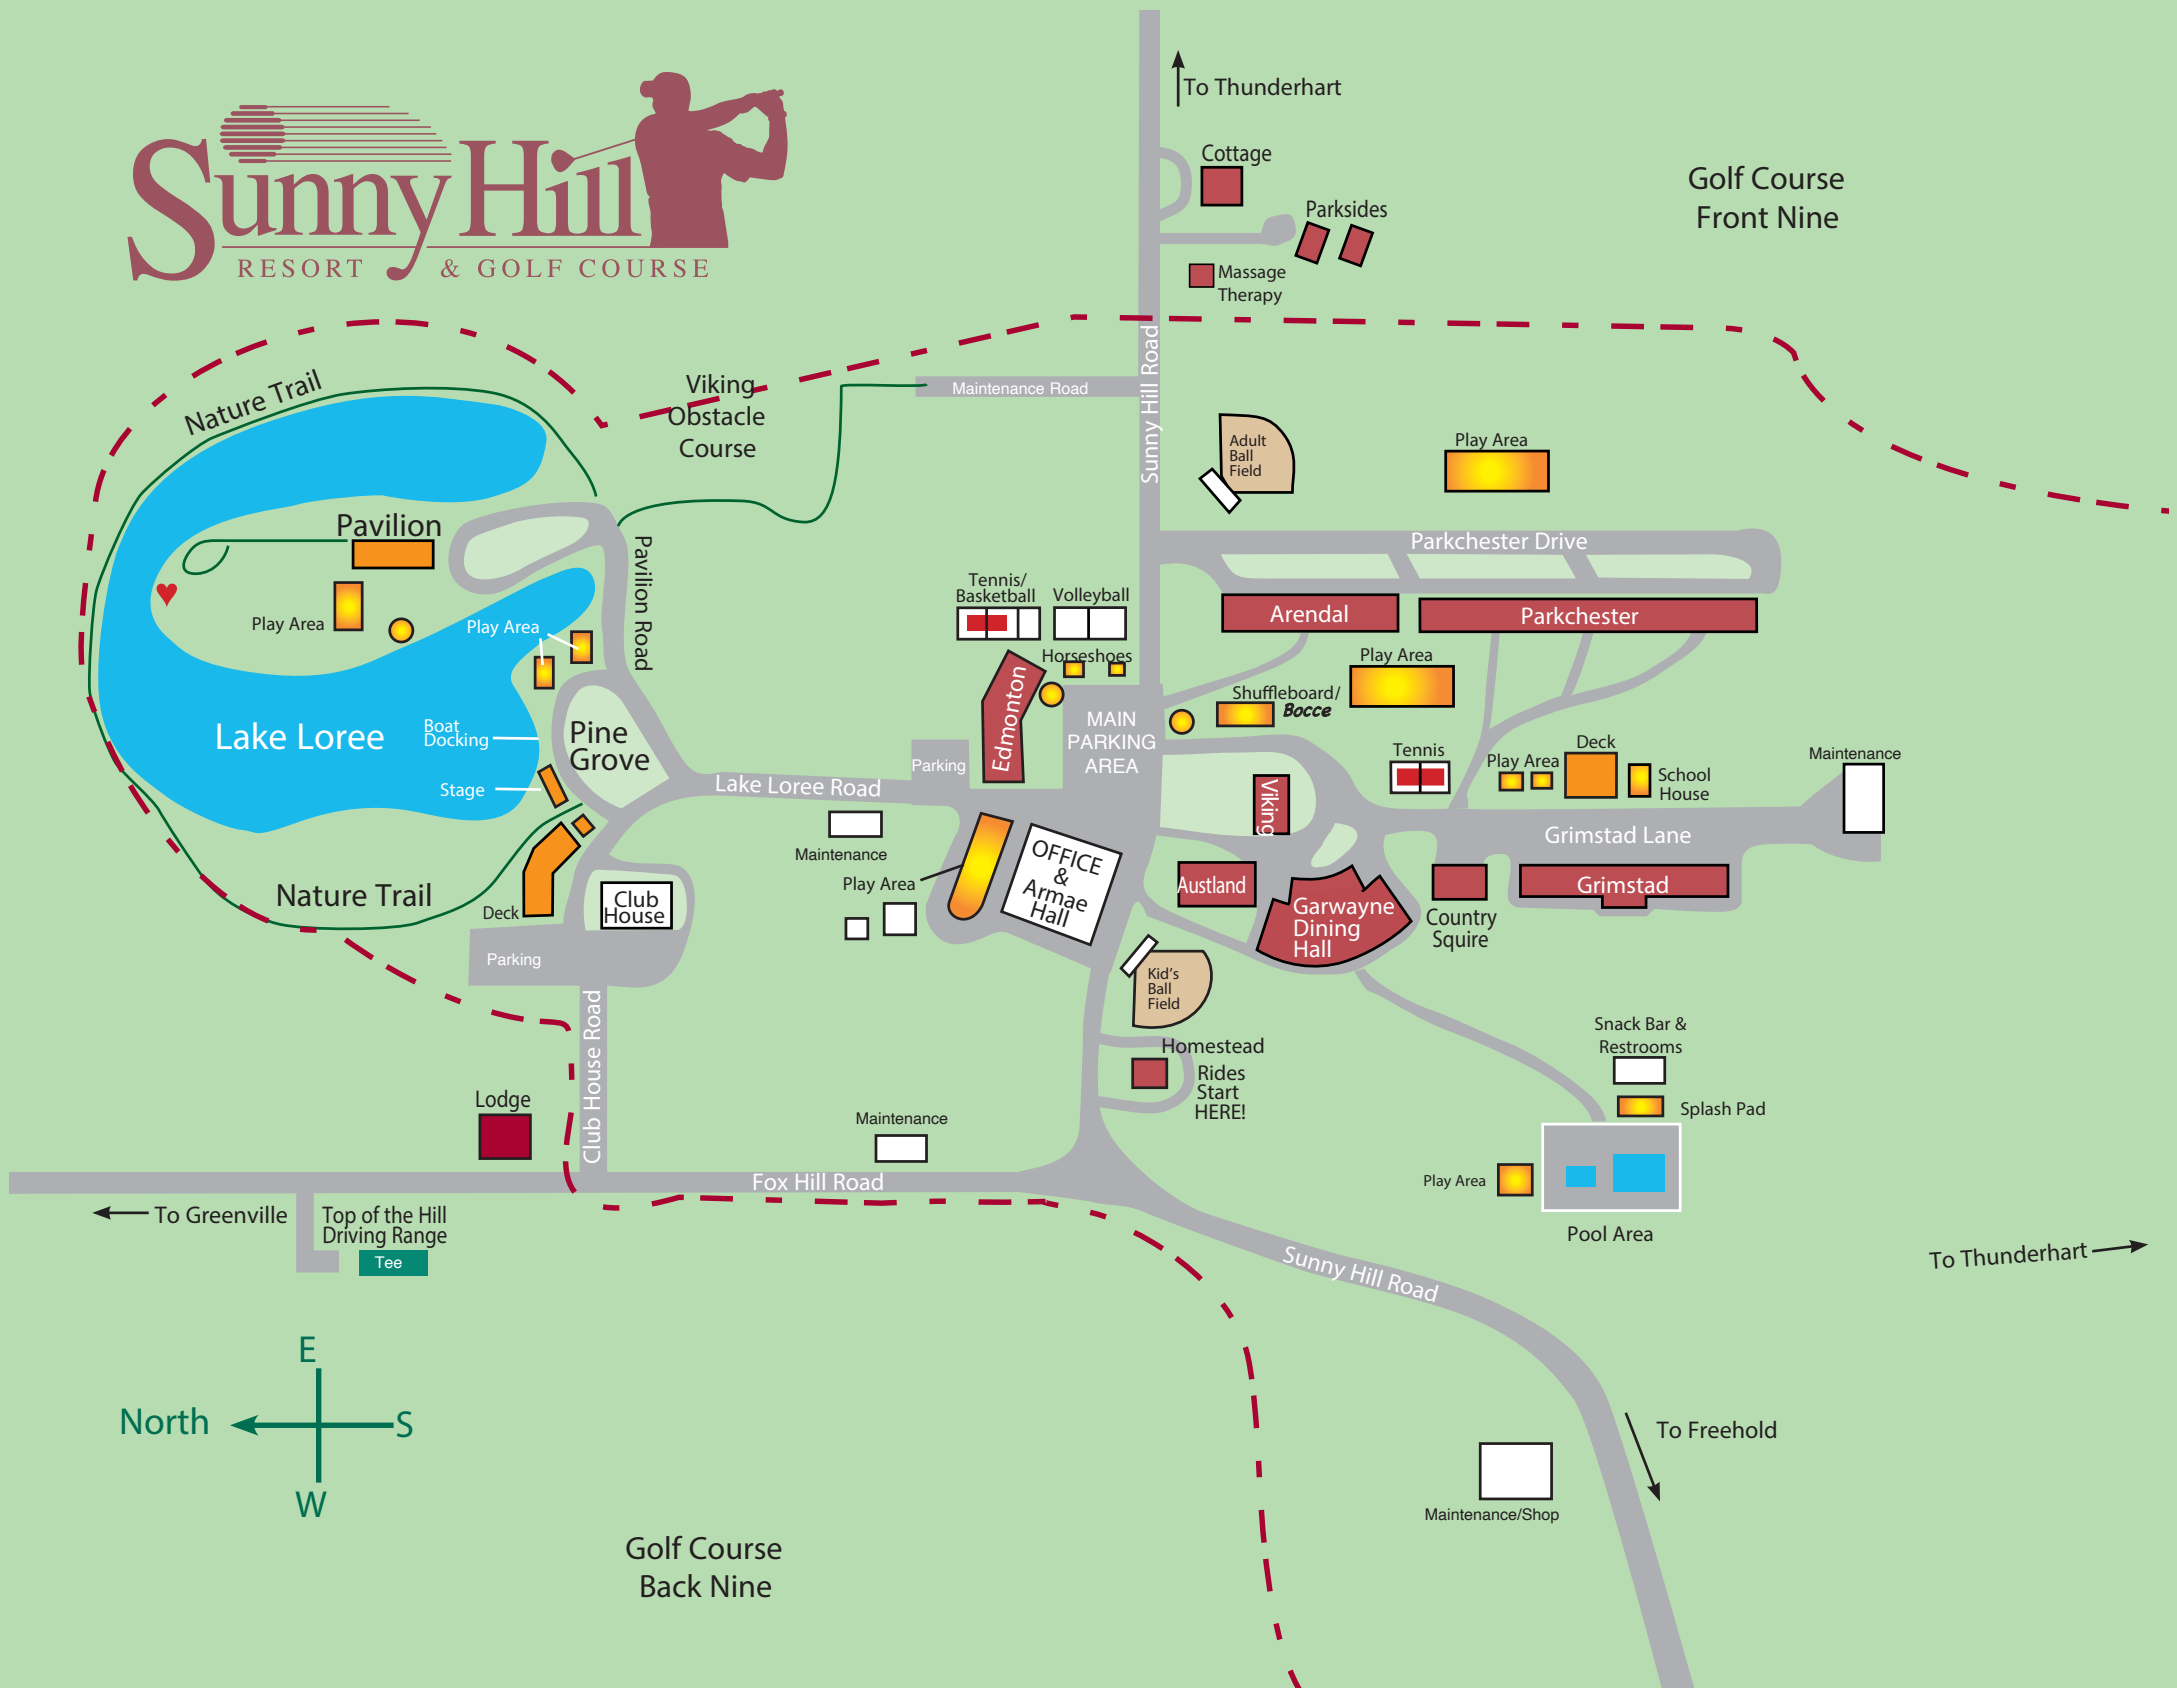 Sunny Hill
RESORT & GOLF COURSE
To Thunderhart
Cottage
Parksides
Massage
Therapy
Golf Course
Front Nine
Nature Trail
Viking
Obstacle
Course
Maintenance Road
Sunny Hill Road
Adult
Ball
Field
Play Area
Pavilion
Pavilion Road
Parkchester Drive
Tennis/
Basketball
Volleyball
Arendal
Parkchester
Play Area
Play Area
Horseshoes
Play Area
Edmonton
Shuffleboard/
Bocce
MAIN
PARKING
AREA
Lake Loree
Boat
Docking
Pine
Grove
Stage
Parking
Lake Loree Road
Viking
Tennis
Play Area
Deck
School
House
Maintenance
Maintenance
Play Area
OFFICE
&
Armae
Hall
Grimstad Lane
Austland
Garwayne
Dining
Hall
Country
Squire
Grimstad
Nature Trail
Deck
Club
House
Parking
Kid's
Ball
Field
Homestead
Rides
Start
HERE!
Snack Bar &
Restrooms
Splash Pad
Play Area
Pool Area
Lodge
Club House Road
Maintenance
Fox Hill Road
To Greenville
Top of the Hill
Driving Range
Tee
Sunny Hill Road
To Thunderhart
E
North
S
W
To Freehold
Maintenance/Shop
Golf Course
Back Nine